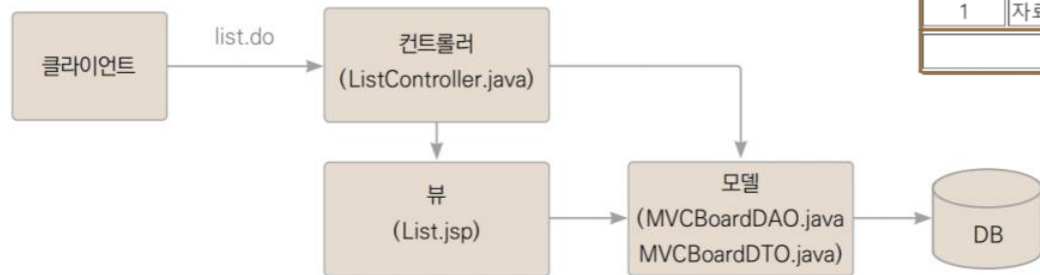 1
list.do
클라이언트
컨트롤러
(ListController.java)
뷰
(List.jsp)
모델
(MVCBoardDAO.java
MVCBoardDTO.java)
DB